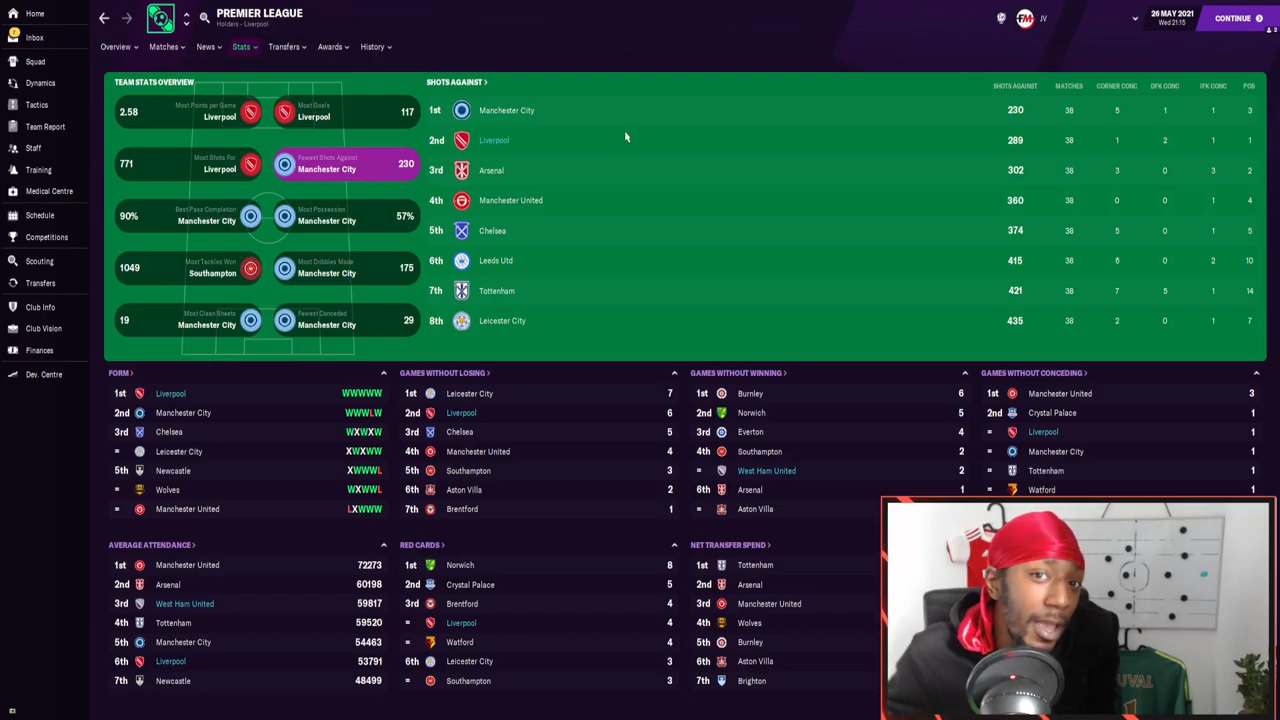 Home
Inbox
Squad
Dynamics
Tactics
Team Report
Staff
Training
Medical Centre
Schedule
Competitions
Scouting
Transfers
Club Info
Club Vision
Finances
Dev. Centre
PREMIER LEAGUE
Holders - Liverpool
FM JV
26 MAY 2021
Wed 21:15
CONTINUE
2
Overview Matches News Stats Transfers Awards History
TEAM STATS OVERVIEW
2.58 Most Points per Game Liverpool
Most Goals Liverpool 117
771 Most Shots For Liverpool
Fewest Shots Against Manchester City 230
90% Best Pass Completion Manchester City
Most Possession Manchester City 57%
1049 Most Tackles Won Southampton
Most Dribbles Made Manchester City 175
19 Most Clean Sheets Manchester City
Fewest Conceded Manchester City 29
SHOTS AGAINST SHOTS AGAINST MATCHES CORNER CONC DFK CONC IFK CONC POS
1st Manchester City 230 38 5 1 1 3
2nd Liverpool 289 38 1 2 1 1
3rd Arsenal 302 38 3 0 3 2
4th Manchester United 360 38 0 0 1 4
5th Chelsea 374 38 5 0 1 5
6th Leeds Utd 415 38 6 0 2 10
7th Tottenham 421 38 7 5 1 14
8th Leicester City 435 38 2 0 1 7
FORM
1st Liverpool WWWWW
2nd Manchester City WWWLW
3rd Chelsea WXWXW
= Leicester City XWXWW
5th Newcastle XWWWL
= Wolves WXWWL
= Manchester United LXWWW
GAMES WITHOUT LOSING
1st Leicester City 7
2nd Liverpool 6
3rd Chelsea 5
4th Manchester United 4
5th Southampton 3
6th Aston Villa 2
7th Brentford 1
GAMES WITHOUT WINNING
1st Burnley 6
2nd Norwich 5
3rd Everton 4
4th Southampton 2
= West Ham United 2
6th Arsenal 1
= Aston Villa
GAMES WITHOUT CONCEDING
1st Manchester United 3
2nd Crystal Palace 1
= Liverpool 1
= Manchester City 1
= Tottenham 1
= Watford 1
AVERAGE ATTENDANCE
1st Manchester United 72273
2nd Arsenal 60198
3rd West Ham United 59817
4th Tottenham 59520
5th Manchester City 54463
6th Liverpool 53791
7th Newcastle 48499
RED CARDS
1st Norwich 8
2nd Crystal Palace 5
3rd Brentford 4
= Liverpool 4
= Watford 4
6th Leicester City 3
= Southampton 3
NET TRANSFER SPEND
1st Tottenham
2nd Arsenal
3rd Manchester United
4th Wolves
5th Burnley
6th Aston Villa
7th Brighton